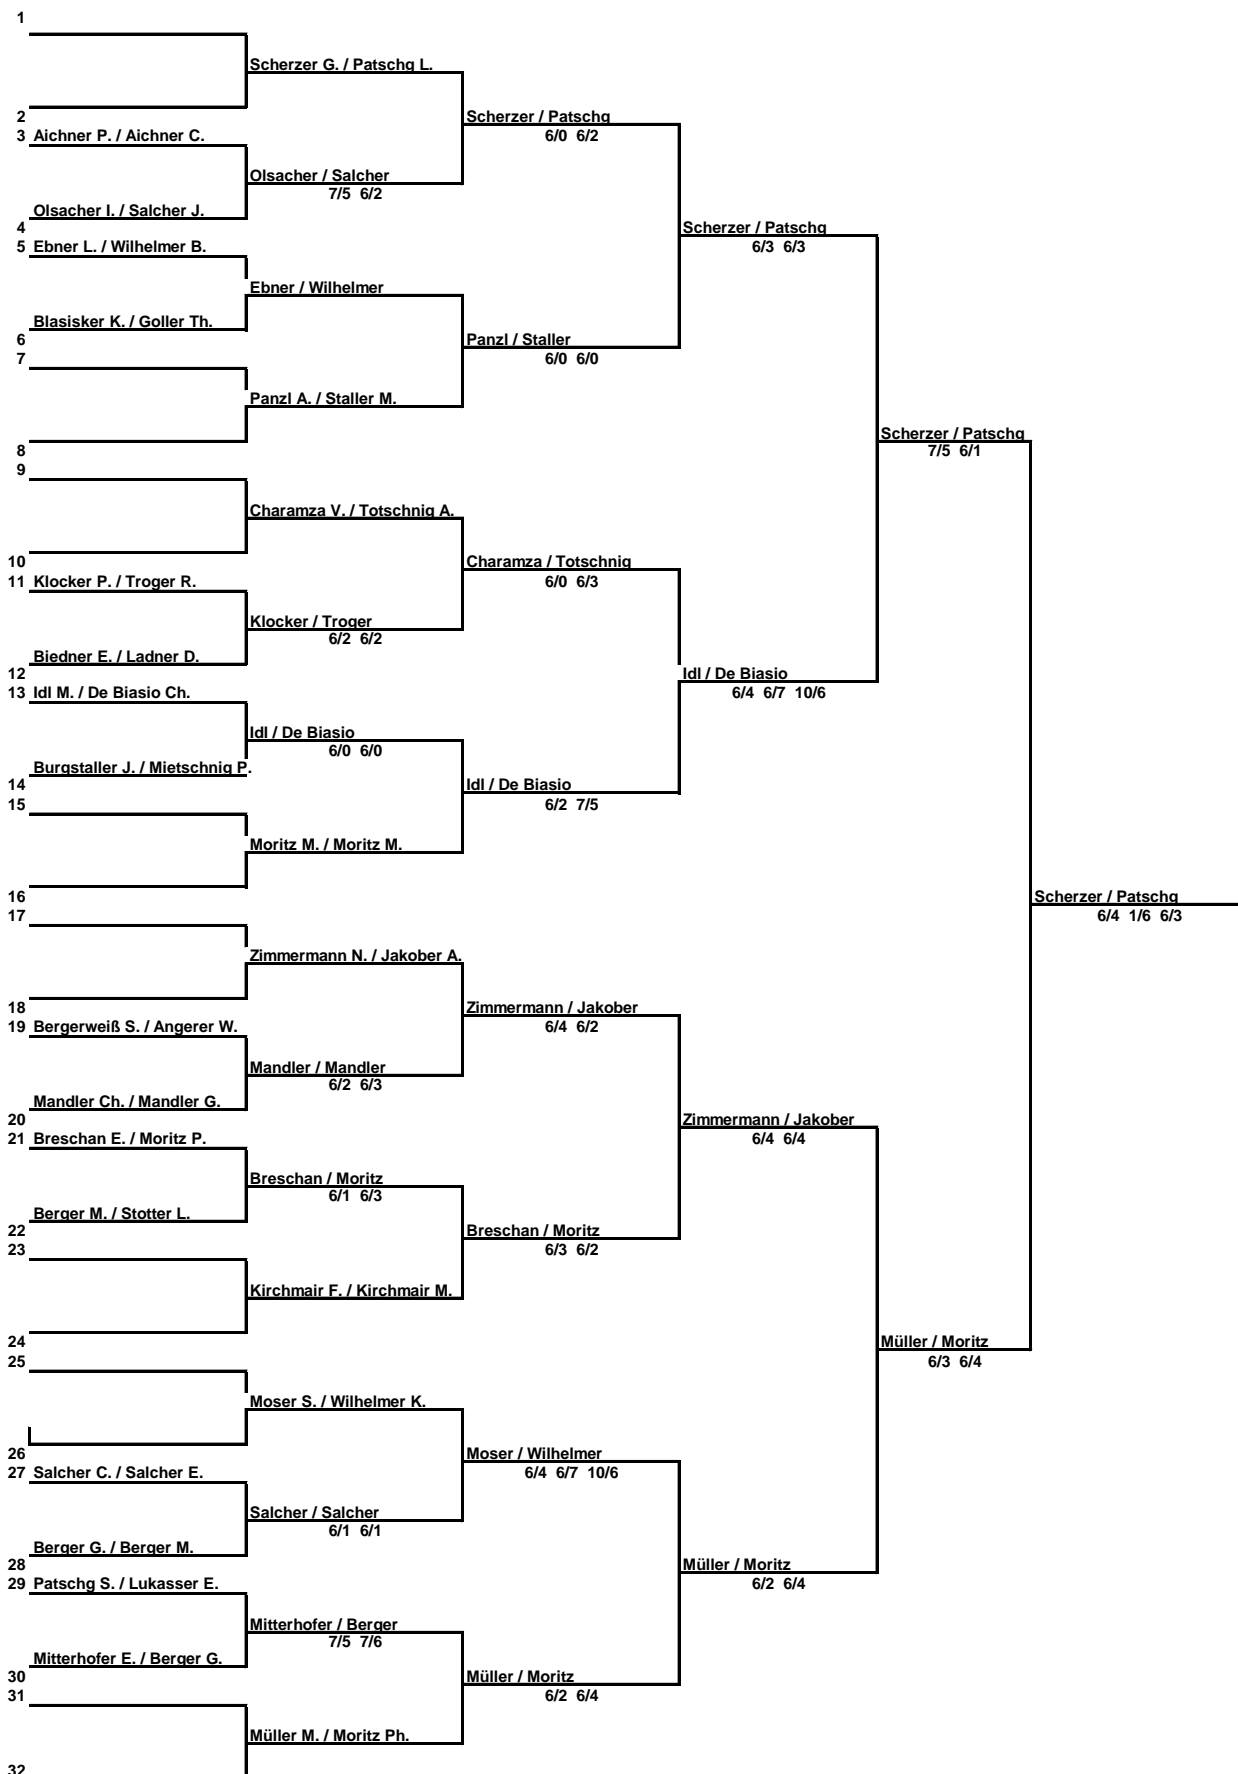 1
Scherzer G. / Patschg L.
2
Scherzer / Patschg
3 Aichner P. / Aichner C.
6/0 6/2
Olsacher / Salcher
7/5 6/2
Olsacher I. / Salcher J.
4
Scherzer / Patschg
5 Ebner L. / Wilhelmer B.
6/3 6/3
Ebner / Wilhelmer
Blasisker K. / Goller Th.
6
Panzl / Staller
7
6/0 6/0
Panzl A. / Staller M.
Scherzer / Patschg
7/5 6/1
8
9
Charamza V. / Totschnig A.
10
Charamza / Totschnig
11 Klocker P. / Troger R.
6/0 6/3
Klocker / Troger
6/2 6/2
Biedner E. / Ladner D.
12
Idl / De Biasio
13 Idl M. / De Biasio Ch.
6/4 6/7 10/6
Idl / De Biasio
6/0 6/0
Burgstaller J. / Mietschnig P.
14
Idl / De Biasio
15
6/2 7/5
Moritz M. / Moritz M.
16
Scherzer / Patschg
17
6/4 1/6 6/3
Zimmermann N. / Jakober A.
18
Zimmermann / Jakober
19 Bergerweiß S. / Angerer W.
6/4 6/2
Mandler / Mandler
6/2 6/3
Mandler Ch. / Mandler G.
20
Zimmermann / Jakober
21 Breschan E. / Moritz P.
6/4 6/4
Breschan / Moritz
6/1 6/3
Berger M. / Stotter L.
22
Breschan / Moritz
23
6/3 6/2
Kirchmair F. / Kirchmair M.
24
Müller / Moritz
25
6/3 6/4
Moser S. / Wilhelmer K.
26
Moser / Wilhelmer
27 Salcher C. / Salcher E.
6/4 6/7 10/6
Salcher / Salcher
6/1 6/1
Berger G. / Berger M.
28
Müller / Moritz
29 Patschg S. / Lukasser E.
6/2 6/4
Mitterhofer / Berger
7/5 7/6
Mitterhofer E. / Berger G.
30
Müller / Moritz
31
6/2 6/4
Müller M. / Moritz Ph.
32